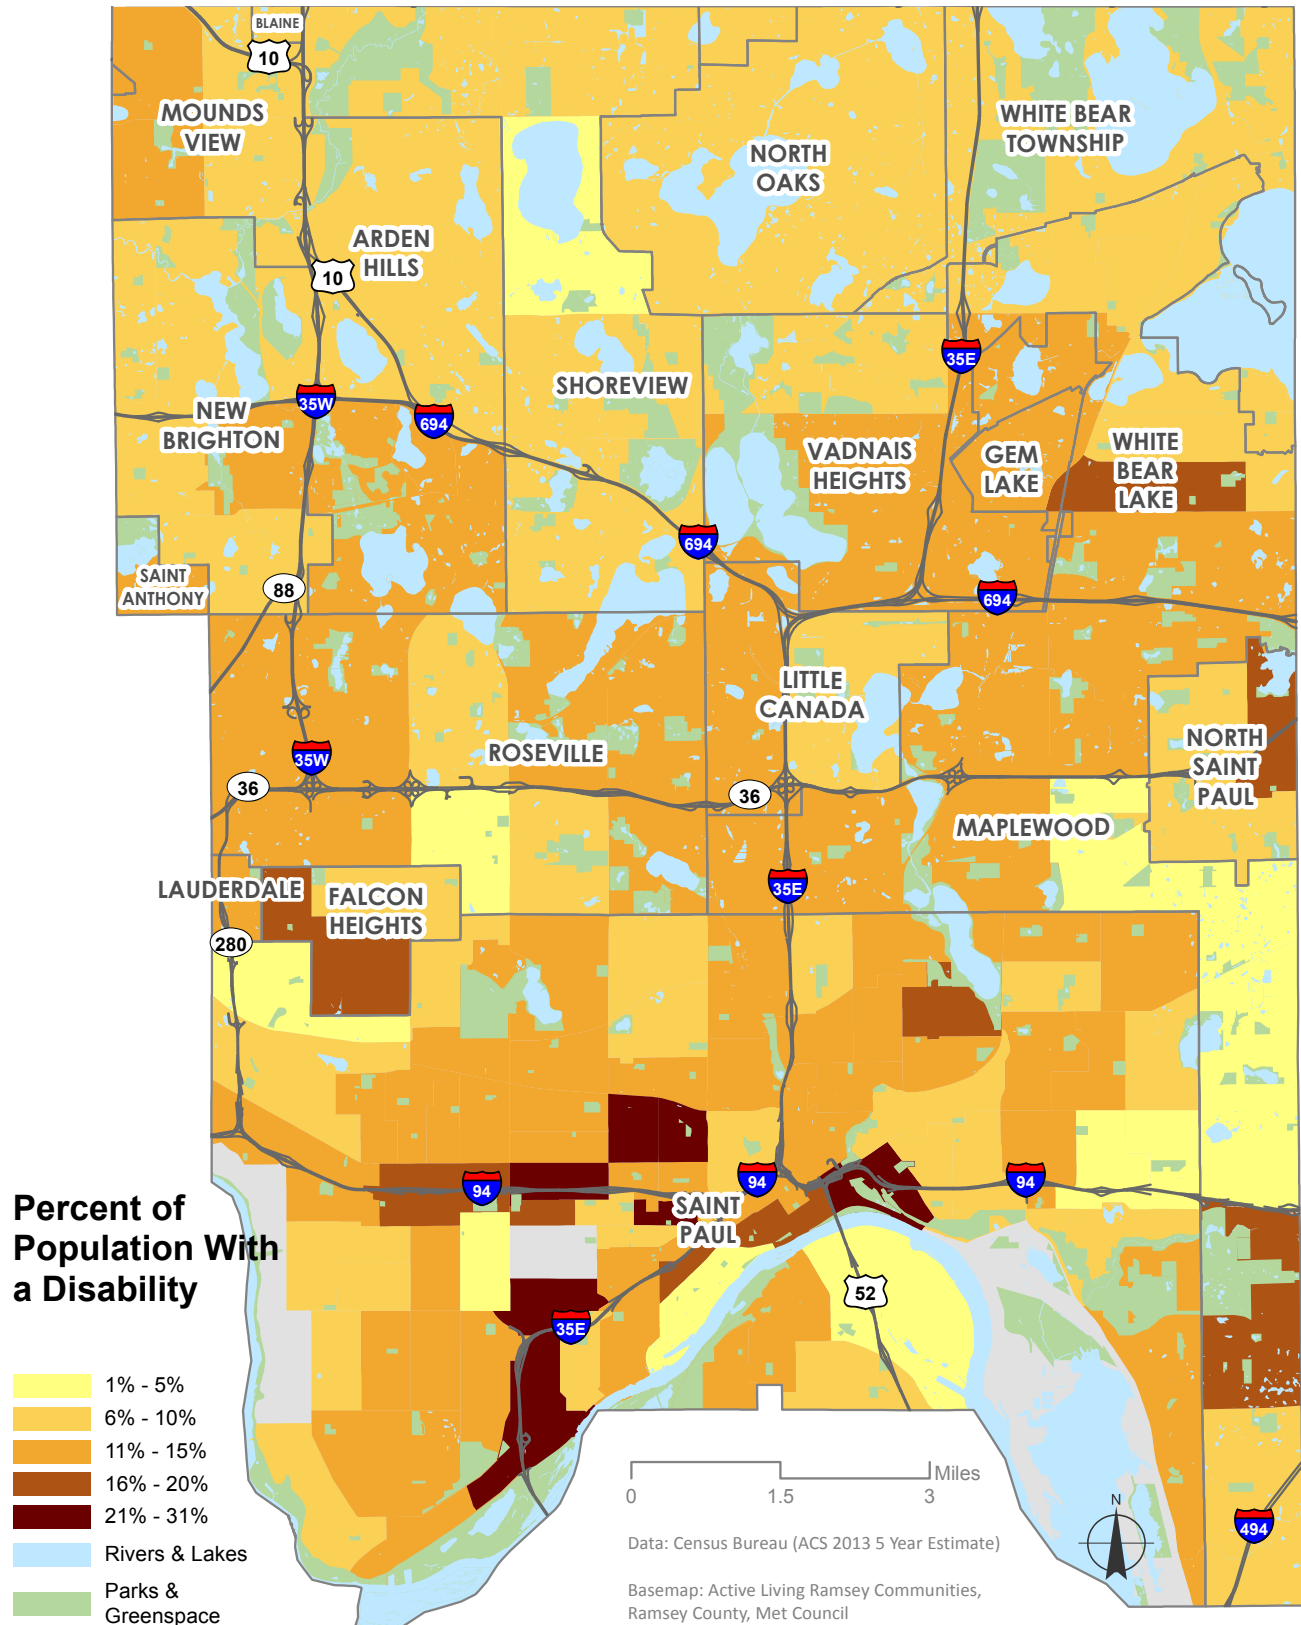 BLAINE
10
MOUNDS
VIEW
WHITE BEAR
TOWNSHIP
NORTH
OAKS
ARDEN
HILLS
10
35E
SHOREVIEW
35W
694
NEW
BRIGHTON
VADNAIS
HEIGHTS
GEM
LAKE
WHITE
BEAR
LAKE
694
SAINT
ANTHONY
88
694
LITTLE
CANADA
ROSEVILLE
35W
NORTH
SAINT
PAUL
36
36
MAPLEWOOD
35E
LAUDERDALE
FALCON
HEIGHTS
280
94
94
94
SAINT
PAUL
52
35E
494
Percent of
Population With
a Disability
1% - 5%
6% - 10%
11% - 15%
16% - 20%
21% - 31%
Rivers & Lakes
Parks &
Greenspace
Miles
0 1.5 3
N
Data: Census Bureau (ACS 2013 5 Year Estimate)
Basemap: Active Living Ramsey Communities,
Ramsey County, Met Council